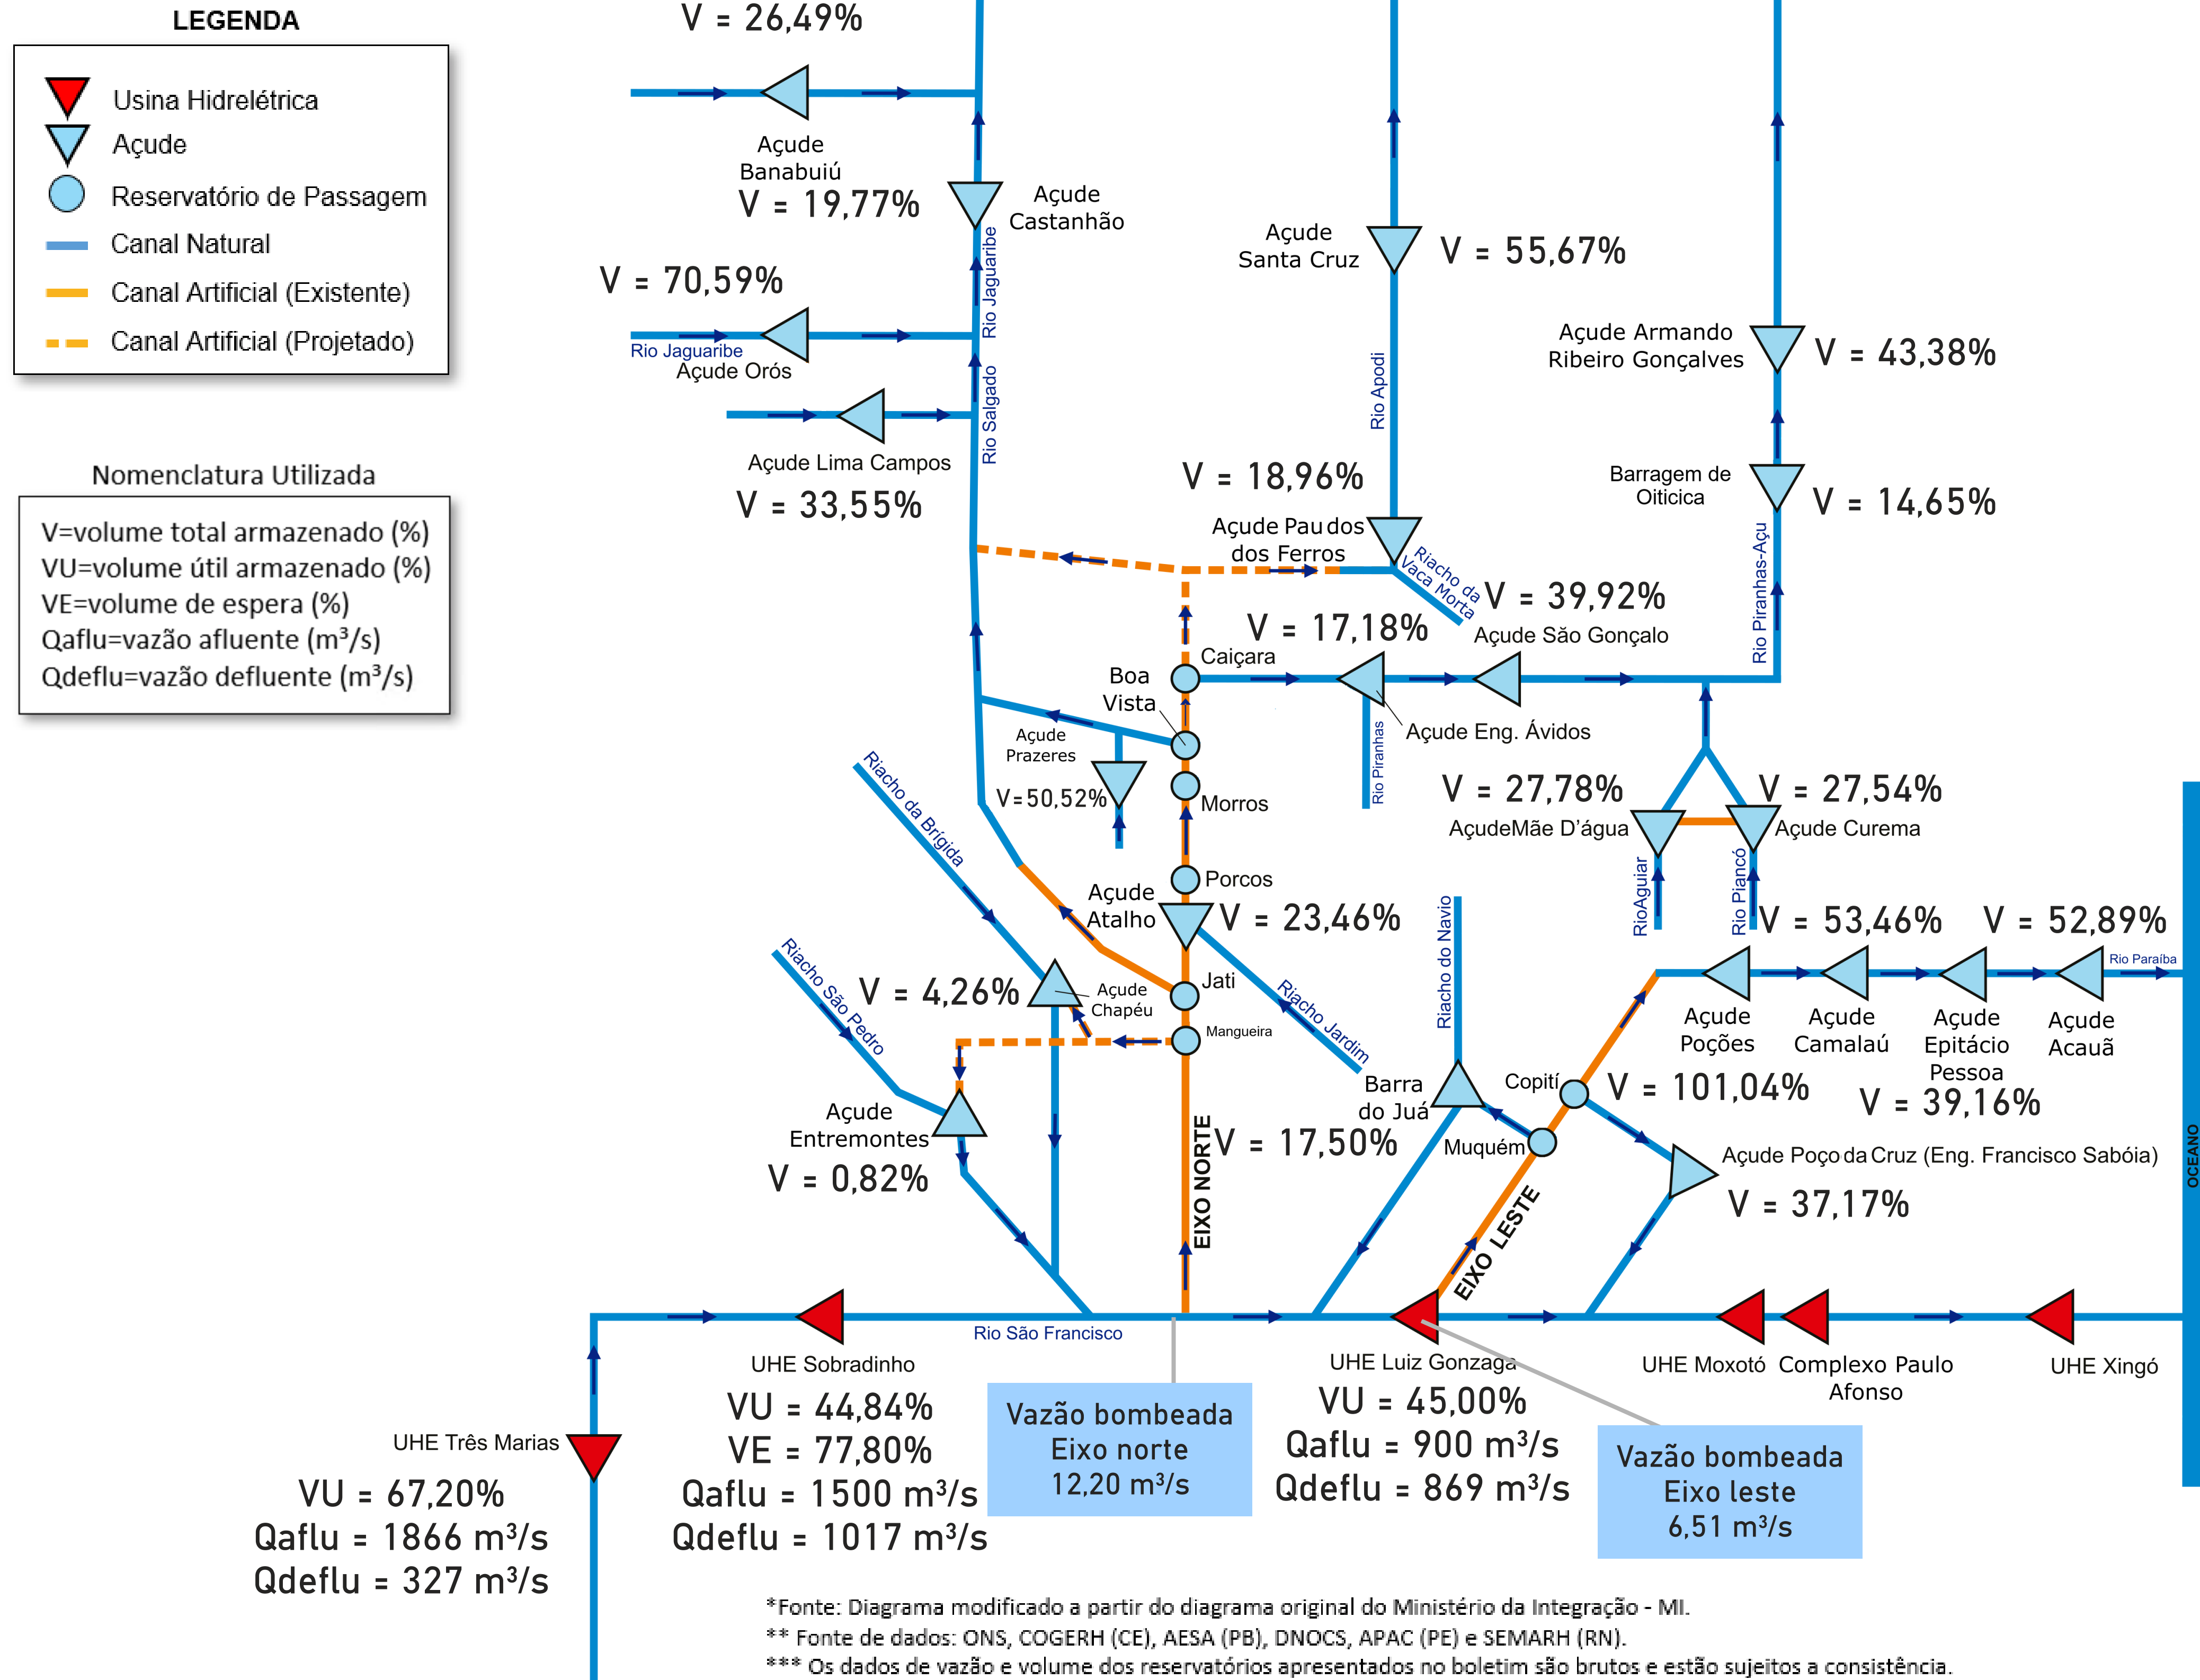 LEGENDA
Usina Hidrelétrica
Açude
Reservatório de Passagem
Canal Natural
Canal Artificial (Existente)
Canal Artificial (Projetado)
Nomenclatura Utilizada
V=volume total armazenado (%)
VU=volume útil armazenado (%)
VE=volume de espera (%)
Qaflu=vazão afluente (m³/s)
Qdeflu=vazão defluente (m³/s)
V = 26,49%
Açude
Banabuiú
V = 19,77%
Açude
Castanhão
Rio Jaguaribe
V = 70,59%
Rio Jaguaribe
Açude Orós
Rio Salgado
Açude Lima Campos
V = 33,55%
Açude
Santa Cruz
V = 55,67%
Rio Apodi
Açude Armando
Ribeiro Gonçalves
V = 43,38%
Barragem de
Oiticica
V = 14,65%
Rio Piranhas-Açu
V = 18,96%
Açude Pau dos
dos Ferros
Riacho da
Vaca Morta
V = 39,92%
Açude São Gonçalo
V = 17,18%
Caiçara
Açude Eng. Ávidos
Rio Piranhas
Boa
Vista
Açude
Prazeres
V=50,52%
Morros
Porcos
Açude
Atalho
V = 23,46%
Riacho Jardim
Jati
Mangueira
Riacho da Brígida
Riacho São Pedro
V = 4,26%
Açude
Chapéu
Açude
Entremontes
V = 0,82%
V = 27,78%
AçudeMãe D'água
V = 27,54%
Açude Curema
RioAguiar
Rio Piancó
V = 53,46%
V = 52,89%
Rio Paraíba
Açude
Poções
Açude
Camalaú
Açude
Epitácio
Pessoa
Açude
Acauã
V = 101,04%
V = 39,16%
Riacho do Navio
Barra
do Juá
V = 17,50%
Copití
Muquém
Açude Poço da Cruz (Eng. Francisco Sabóia)
V = 37,17%
EIXO NORTE
EIXO LESTE
OCEANO
Rio São Francisco
UHE Sobradinho
VU = 44,84%
VE = 77,80%
Qaflu = 1500 m³/s
Qdeflu = 1017 m³/s
UHE Três Marias
VU = 67,20%
Qaflu = 1866 m³/s
Qdeflu = 327 m³/s
Vazão bombeada
Eixo norte
12,20 m³/s
UHE Luiz Gonzaga
VU = 45,00%
Qaflu = 900 m³/s
Qdeflu = 869 m³/s
Vazão bombeada
Eixo leste
6,51 m³/s
UHE Moxotó
Complexo Paulo
Afonso
UHE Xingó
*Fonte: Diagrama modificado a partir do diagrama original do Ministério da Integração - MI.
** Fonte de dados: ONS, COGERH (CE), AESA (PB), DNOCS, APAC (PE) e SEMARH (RN).
*** Os dados de vazão e volume dos reservatórios apresentados no boletim são brutos e estão sujeitos a consistência.